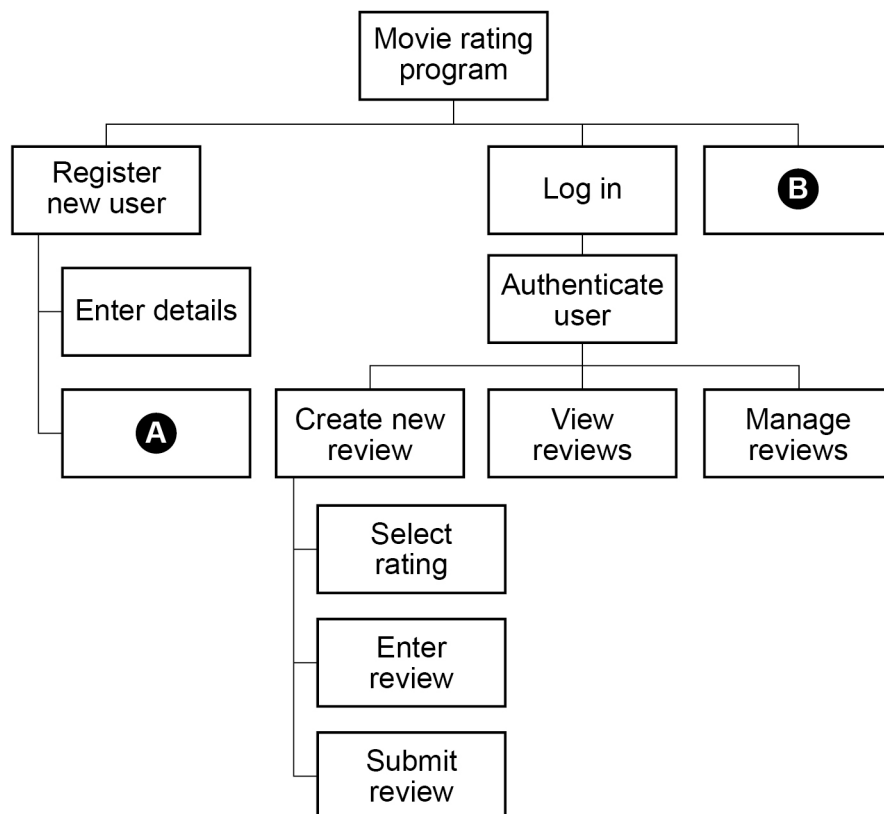 Movie rating
program
Register
new user
Log in
B
Enter details
Authenticate
user
A
Create new
review
View
reviews
Manage
reviews
Select
rating
Enter
review
Submit
review